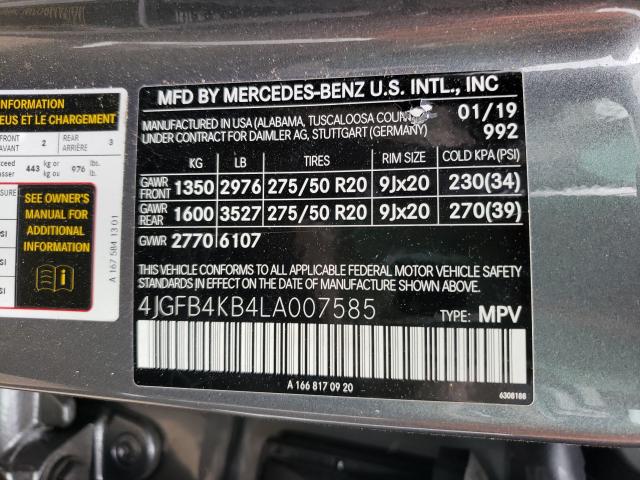 INFORMATION
EUS ET LE CHARGEMENT
FRONT
AVANT
2
REAR
ARRIÈRE
3
443 kg or
kg ou
976 lbs.
lb.
SEE OWNER'S
MANUAL FOR
ADDITIONAL
INFORMATION
A 167 584 13 01
MFD BY MERCEDES-BENZ U.S. INTL., INC
MANUFACTURED IN USA (ALABAMA, TUSCALOOSA COUNTY) 01/19
UNDER CONTRACT FOR DAIMLER AG, STUTTGART (GERMANY) 992
KG LB TIRES RIM SIZE COLD KPA (PSI)
GAWR
FRONT 1350 2976 275/50 R20 9Jx20 230(34)
GAWR
REAR 1600 3527 275/50 R20 9Jx20 270(39)
GVWR 2770 6107
THIS VEHICLE CONFORMS TO ALL APPLICABLE FEDERAL MOTOR VEHICLE SAFETY
STANDARDS IN EFFECT ON THE DATE OF MANUFACTURE SHOWN ABOVE.
4JGFB4KB4LA007585 TYPE: MPV
A 166 817 09 20
6308188